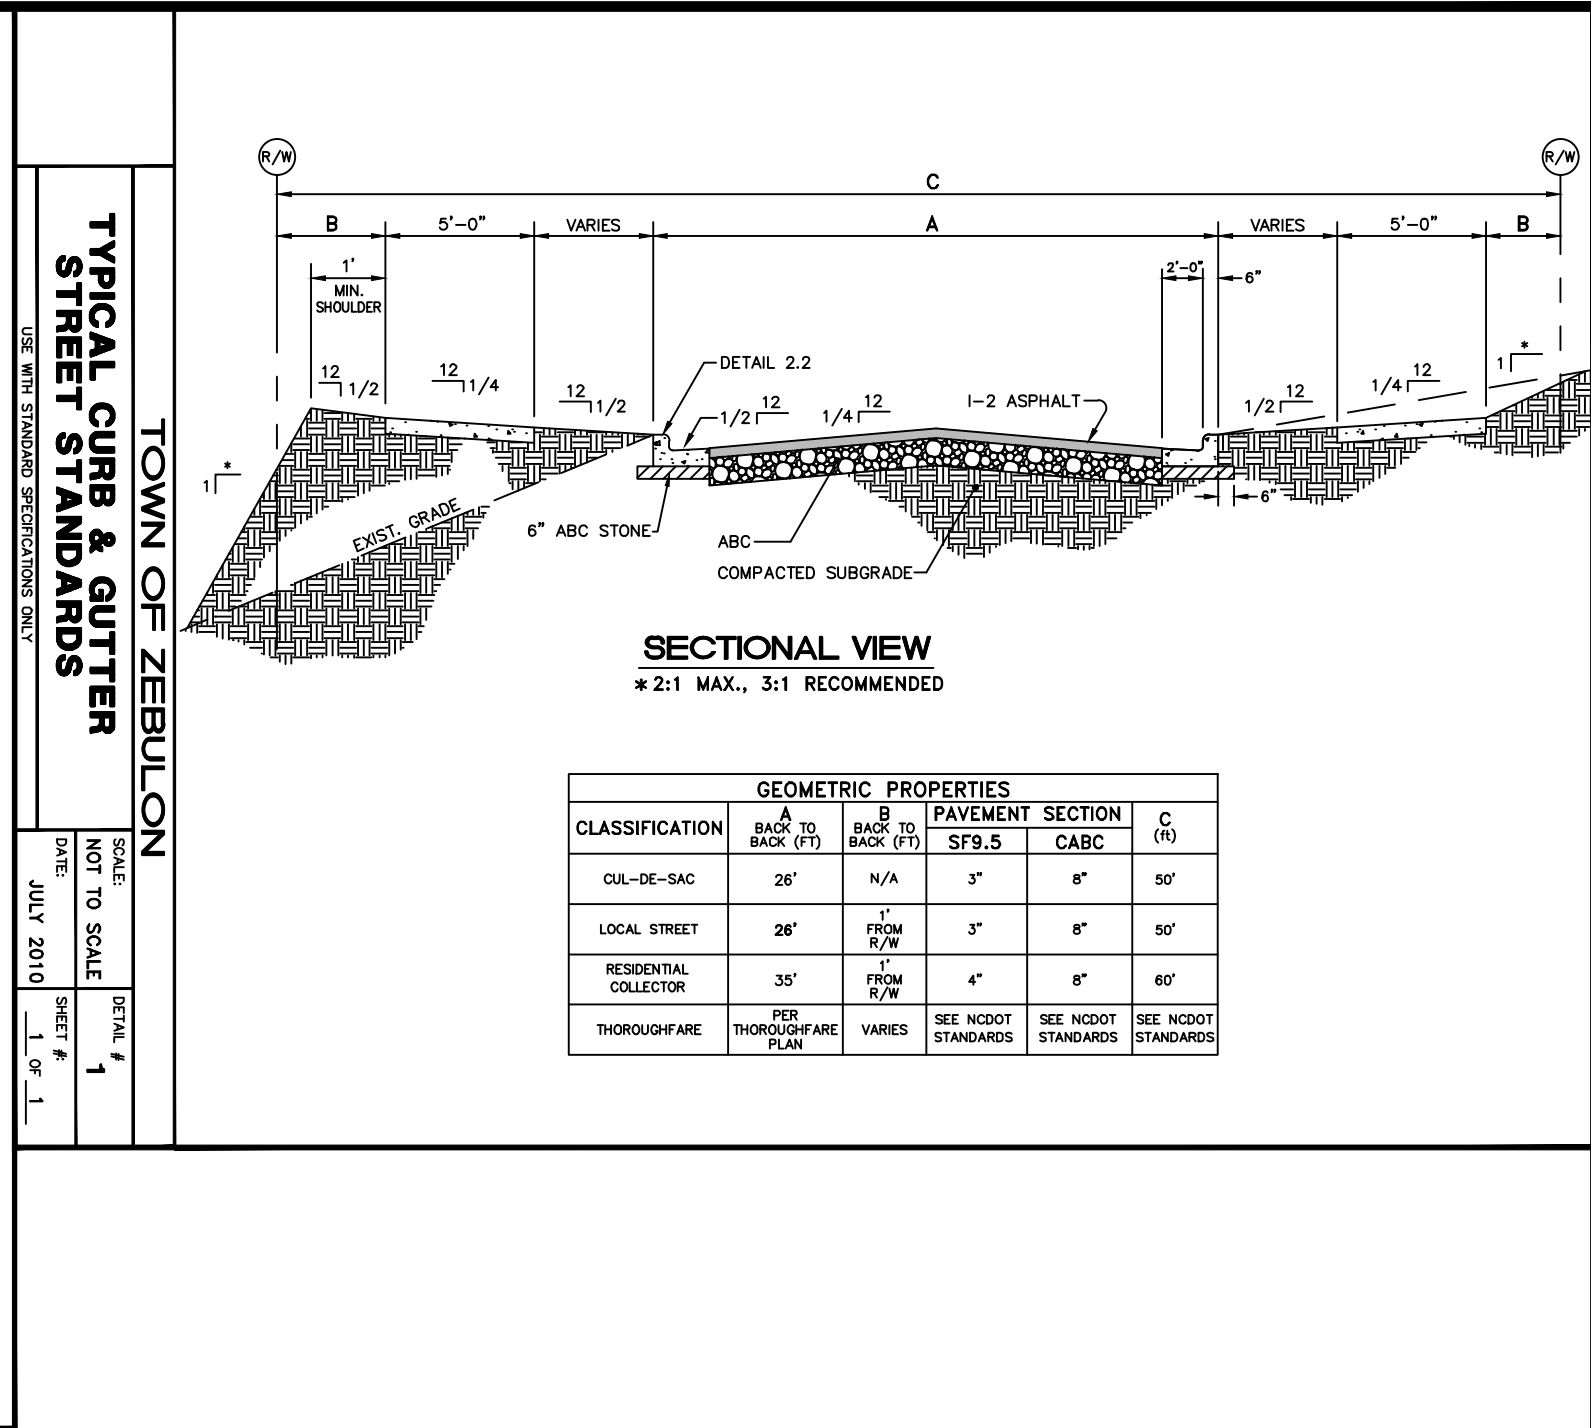 R/W
R/W
C
B
5'-0"
VARIES
A
VARIES
5'-0"
B
1'
MIN.
SHOULDER
2'-0"
6"
12
1/2
12
1/4
12
1/2
DETAIL 2.2
1/2
12
1/4
12
I-2 ASPHALT
1/2
12
1/4
12
1
*
*
1
EXIST. GRADE
6" ABC STONE
ABC
COMPACTED SUBGRADE
6"
SECTIONAL VIEW
* 2:1 MAX., 3:1 RECOMMENDED
GEOMETRIC PROPERTIES
CLASSIFICATION
A
BACK TO
BACK (FT)
B
BACK TO
BACK (FT)
PAVEMENT SECTION
SF9.5
CABC
C
(ft)
CUL-DE-SAC
26'
N/A
3"
8"
50'
LOCAL STREET
26'
1'
FROM
R/W
3"
8"
50'
RESIDENTIAL
COLLECTOR
35'
1'
FROM
R/W
4"
8"
60'
THOROUGHFARE
PER
THOROUGHFARE
PLAN
VARIES
SEE NCDOT
STANDARDS
SEE NCDOT
STANDARDS
SEE NCDOT
STANDARDS
TOWN OF ZEBULON
TYPICAL CURB & GUTTER
STREET STANDARDS
USE WITH STANDARD SPECIFICATIONS ONLY
SCALE:
NOT TO SCALE
DATE:
JULY 2010
DETAIL #
1
SHEET #:
1 OF 1